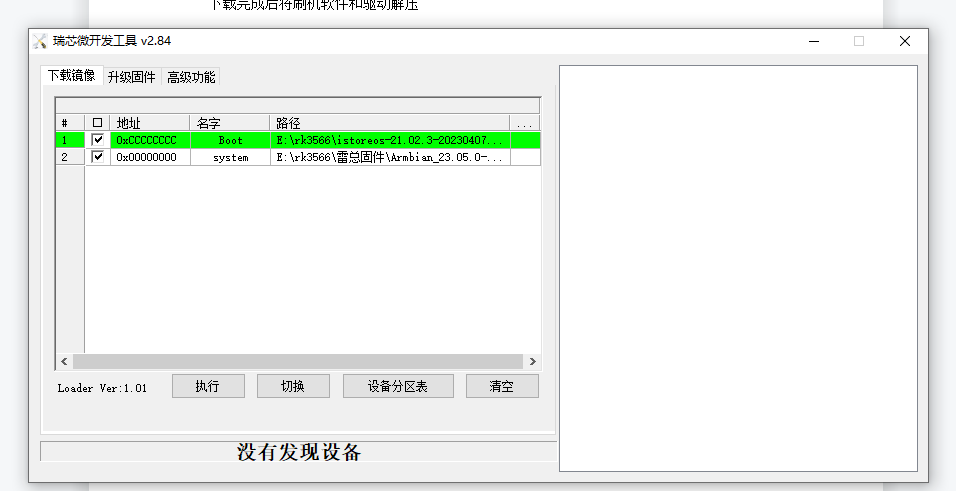 下载完成后将刷机软件和驱动解压
瑞芯微开发工具 v2.84
下载镜像 升级固件 高级功能
# 地址 名字 路径 ...
1 0xCCCCCCCC Boot E:\rk3566\istoreos-21.02.3-20230407...
2 0x00000000 system E:\rk3566\雷总固件\Armbian_23.05.0-...
Loader Ver:1.01 执行 切换 设备分区表 清空
没有发现设备